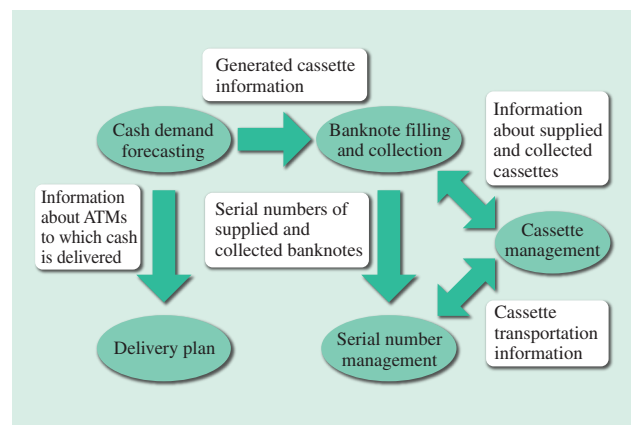 Generated cassette
information
Cash demand
forecasting
Banknote filling
and collection
Information
about supplied
and collected
cassettes
Information
about ATMs
to which cash
is delivered
Serial numbers of
supplied and
collected banknotes
Cassette
management
Delivery plan
Serial number
management
Cassette
transportation
information